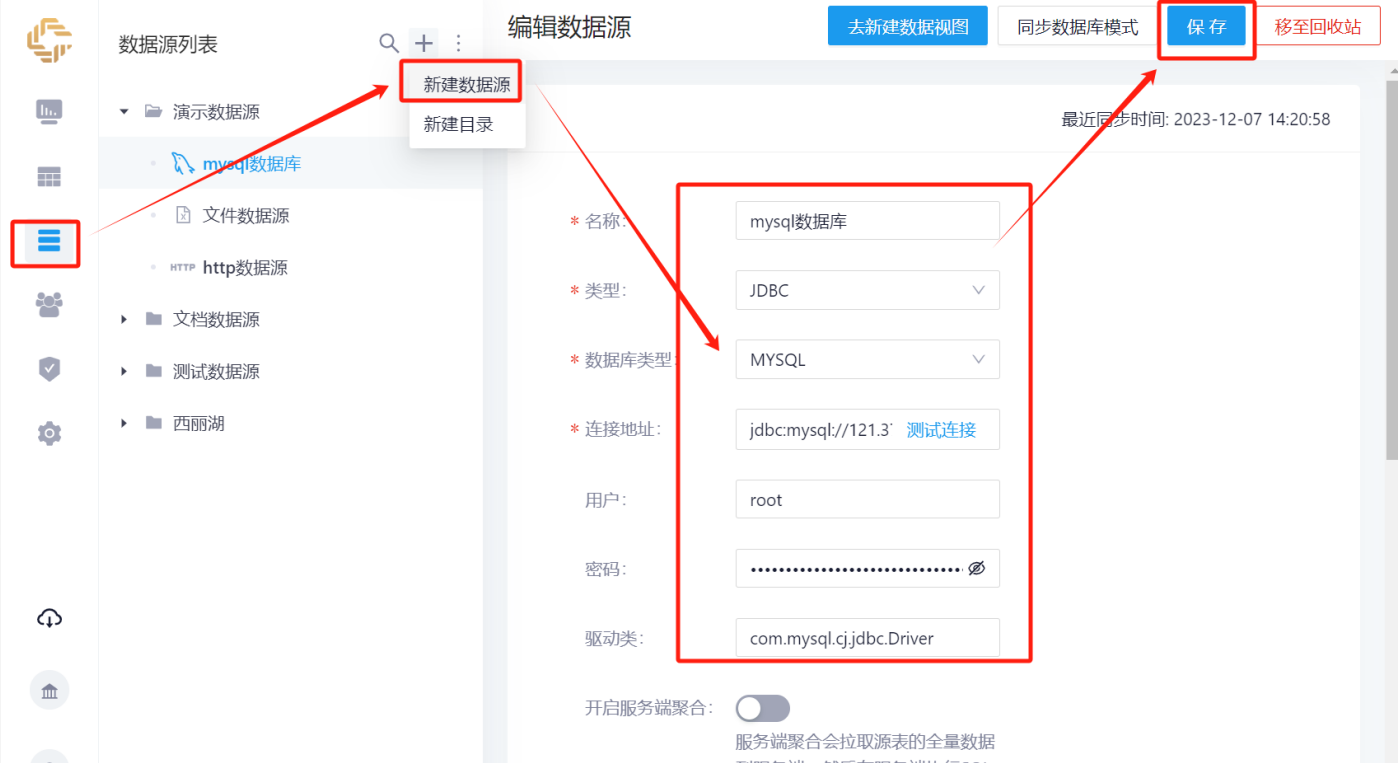 数据源列表
新建数据源
新建目录
演示数据源
mysql数据库
文件数据源
HTTP http数据源
文档数据源
测试数据源
西丽湖
编辑数据源
去新建数据视图
同步数据库模式
保存
移至回收站
最近同步时间: 2023-12-07 14:20:58
* 名称: mysql数据库
* 类型: JDBC
* 数据库类型: MYSQL
* 连接地址: jdbc:mysql://121.3 测试连接
用户: root
密码: ••••••••••••••••••••••••••••••
驱动类: com.mysql.cj.jdbc.Driver
开启服务端聚合:
服务端聚合会拉取源表的全量数据